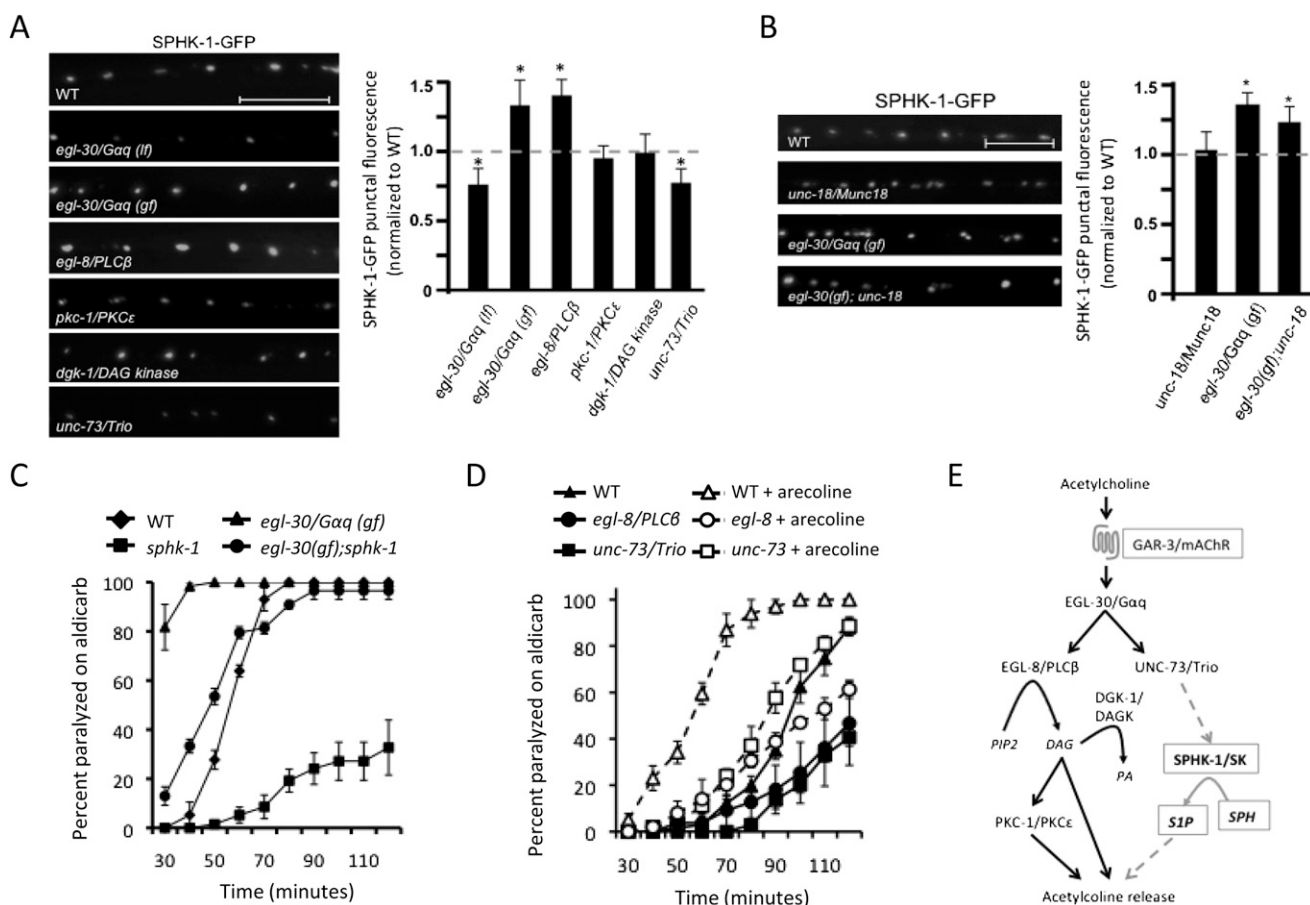 A
SPHK-1-GFP
WT
egl-30/Gαq (lf)
egl-30/Gαq (gf)
egl-8/PLCβ
pkc-1/PKCε
dgk-1/DAG kinase
unc-73/Trio
SPHK-1-GFP punctal fluorescence
(normalized to WT)
1.5
1.0
0.5
0
*
*
*
*
egl-30/Gαq (lf)
egl-30/Gαq (gf)
egl-8/PLCβ
pkc-1/PKCε
dgk-1/DAG kinase
unc-73/Trio
B
SPHK-1-GFP
WT
unc-18/Munc18
egl-30/Gαq (gf)
egl-30(gf); unc-18
SPHK-1-GFP punctal fluorescence
(normalized to WT)
1.5
1.0
0.5
0
*
*
unc-18/Munc18
egl-30/Gαq (gf)
egl-30(gf);unc-18
C
WT
egl-30/Gαq (gf)
sphk-1
egl-30(gf);sphk-1
Percent paralyzed on aldicarb
100
80
60
40
20
0
30 50 70 90 110
Time (minutes)
D
WT
WT + arecoline
egl-8/PLCβ
egl-8 + arecoline
unc-73/Trio
unc-73 + arecoline
Percent paralyzed on aldicarb
100
80
60
40
20
0
30 50 70 90 110
Time (minutes)
E
Acetylcholine
GAR-3/mAChR
EGL-30/Gαq
EGL-8/PLCβ
UNC-73/Trio
DGK-1/
DAGK
PIP2
DAG
PA
SPHK-1/SK
S1P
SPH
PKC-1/PKCε
Acetylcoline release